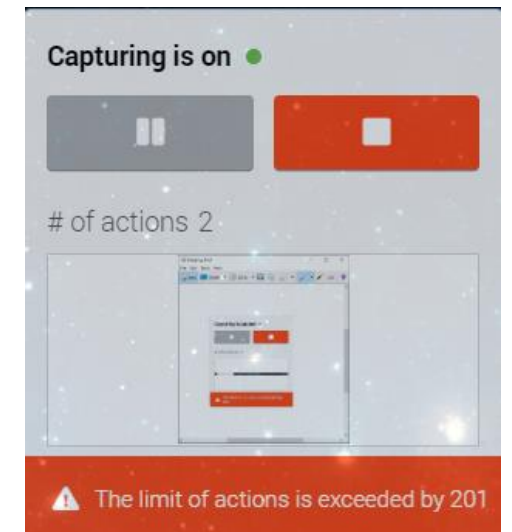 Capturing is on
# of actions 2
The limit of actions is exceeded by 201